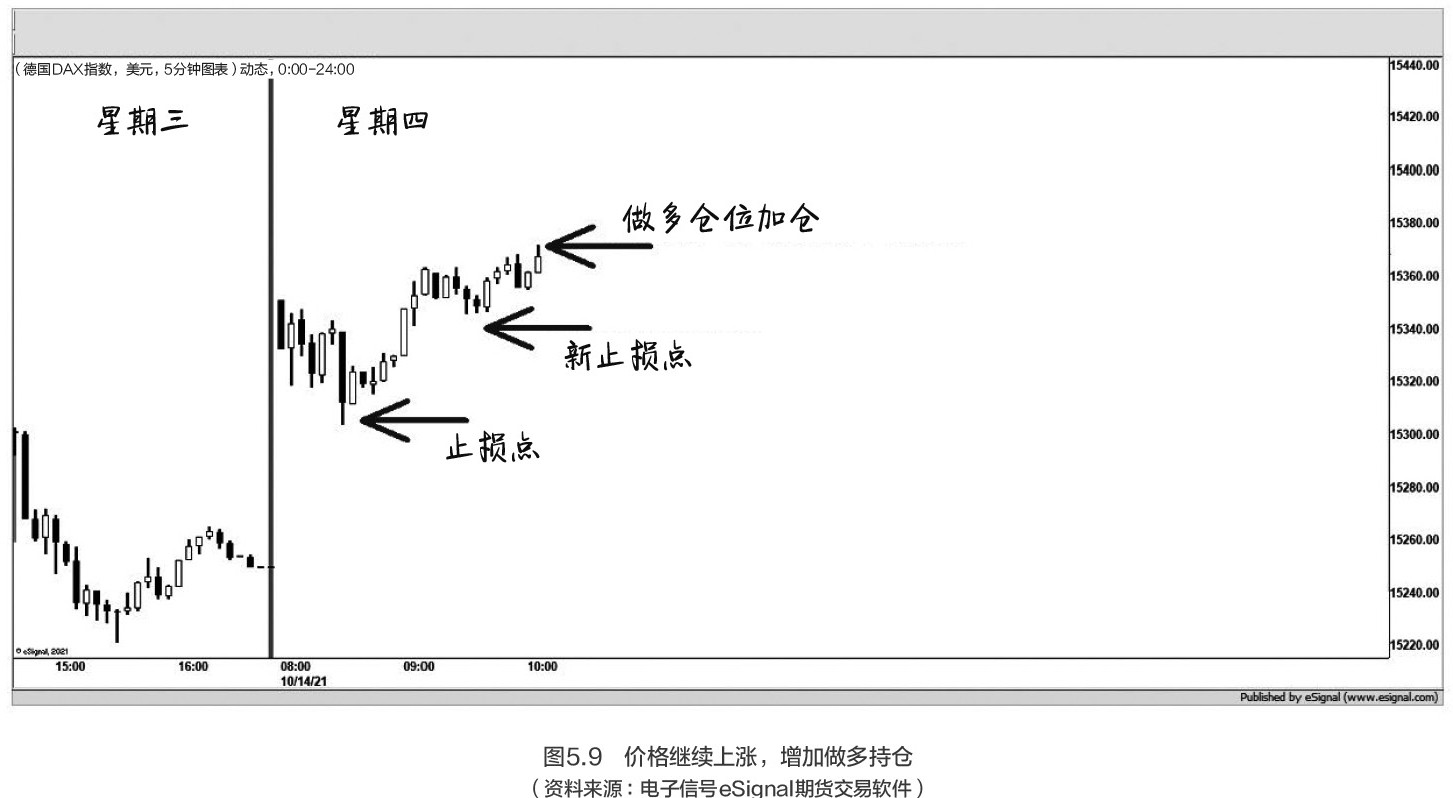 （德国DAX指数，美元，5分钟图表）动态，0:00-24:00
星期三
星期四
做多仓位加仓
新止损点
止损点
15440.00
15420.00
15400.00
15380.00
15360.00
15340.00
15320.00
15300.00
15280.00
15260.00
15240.00
15220.00
© eSignal, 2021
15:00 16:00 08:00 09:00 10:00
10/14/21
Published by eSignal (www.esignal.com)
图5.9 价格继续上涨，增加做多持仓
（资料来源：电子信号eSignal期货交易软件）